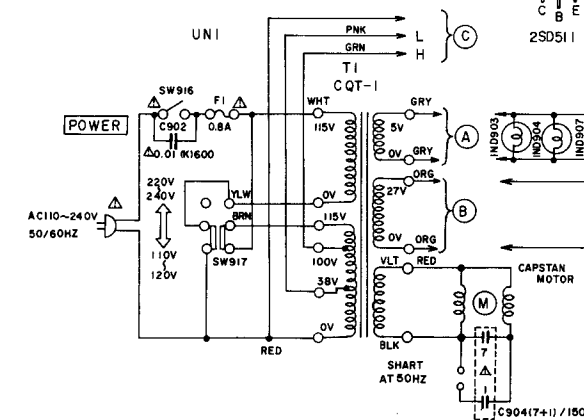 C B E
2SD511
UNI
PNK
L
C
GRN
H
T1
CQT-1
SW916
F1
WHT
GRY
C902
0.8A
115V
5V
POWER
A
0.01 (K)600
GRY
0V
IND903
IND904
IND907
220V
240V
YLW
0V
ORG
27V
BRN
115V
B
AC110~240V
50/60HZ
0V
ORG
110V
120V
SW917
100V
VLT
RED
CAPSTAN
MOTOR
38V
M
0V
RED
BLK
7
SHART
AT 50HZ
1
C904(7+1)/150